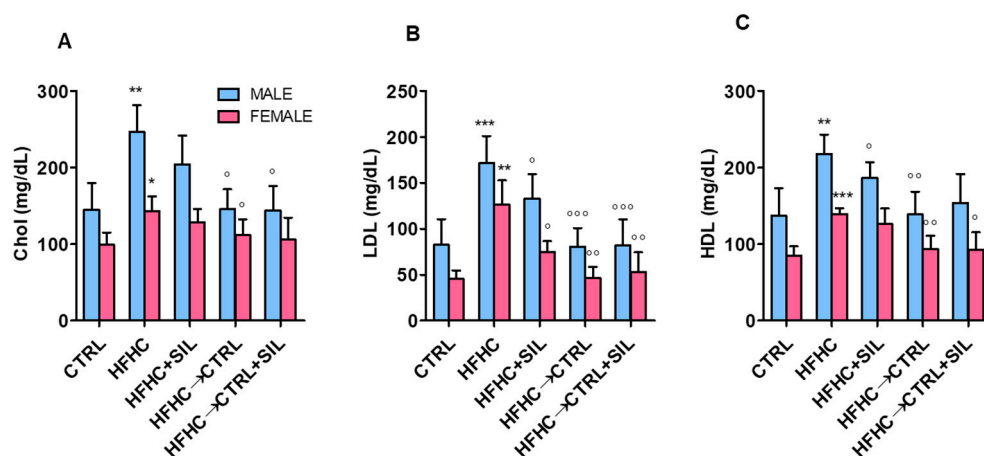 A
Chol (mg/dL)
300
200
100
0
**
*
°
°
°
MALE
FEMALE
CTRL
HFHC
HFHC+SIL
HFHC→CTRL
HFHC→CTRL+SIL
B
LDL (mg/dL)
250
200
150
100
50
0
***
**
°
°
°°°
°°
°°°
°°
CTRL
HFHC
HFHC+SIL
HFHC→CTRL
HFHC→CTRL+SIL
C
HDL (mg/dL)
300
200
100
0
**
***
°
°°
°°
°
CTRL
HFHC
HFHC+SIL
HFHC→CTRL
HFHC→CTRL+SIL